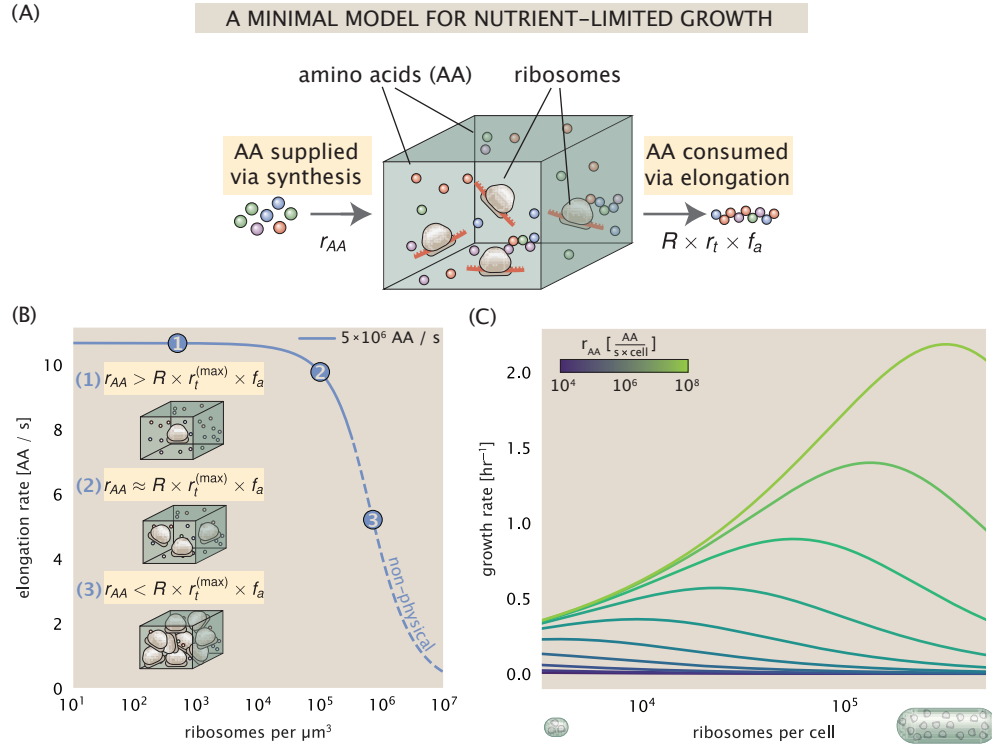 (A)
A MINIMAL MODEL FOR NUTRIENT–LIMITED GROWTH
amino acids (AA)
ribosomes
AA supplied
via synthesis
r_AA
AA consumed
via elongation
R × r_t × f_a
(B)
5×10⁶ AA / s
elongation rate [AA / s]
10
8
6
4
2
0
1
2
3
(1) r_AA > R × r_t^(max) × f_a
(2) r_AA ≈ R × r_t^(max) × f_a
(3) r_AA < R × r_t^(max) × f_a
non–physical
10¹ 10² 10³ 10⁴ 10⁵ 10⁶ 10⁷
ribosomes per µm³
(C)
r_AA [AA / s × cell]
10⁴ 10⁶ 10⁸
growth rate [hr⁻¹]
2.0
1.5
1.0
0.5
0.0
10⁴ 10⁵
ribosomes per cell